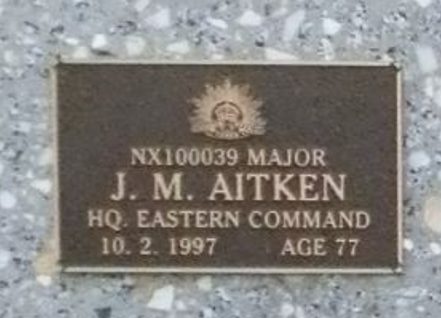 NX100039 MAJOR
J. M. AITKEN
HQ. EASTERN COMMAND
10. 2. 1997 AGE 77